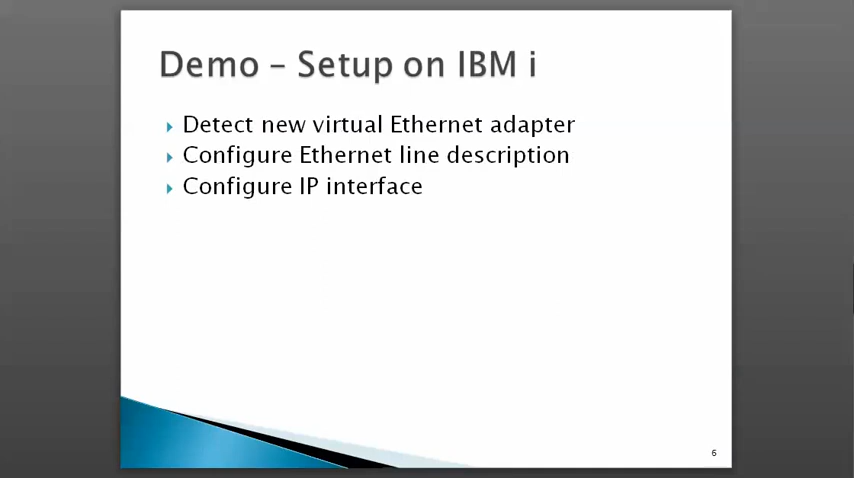 Demo – Setup on IBM i
Detect new virtual Ethernet adapter
Configure Ethernet line description
Configure IP interface
6